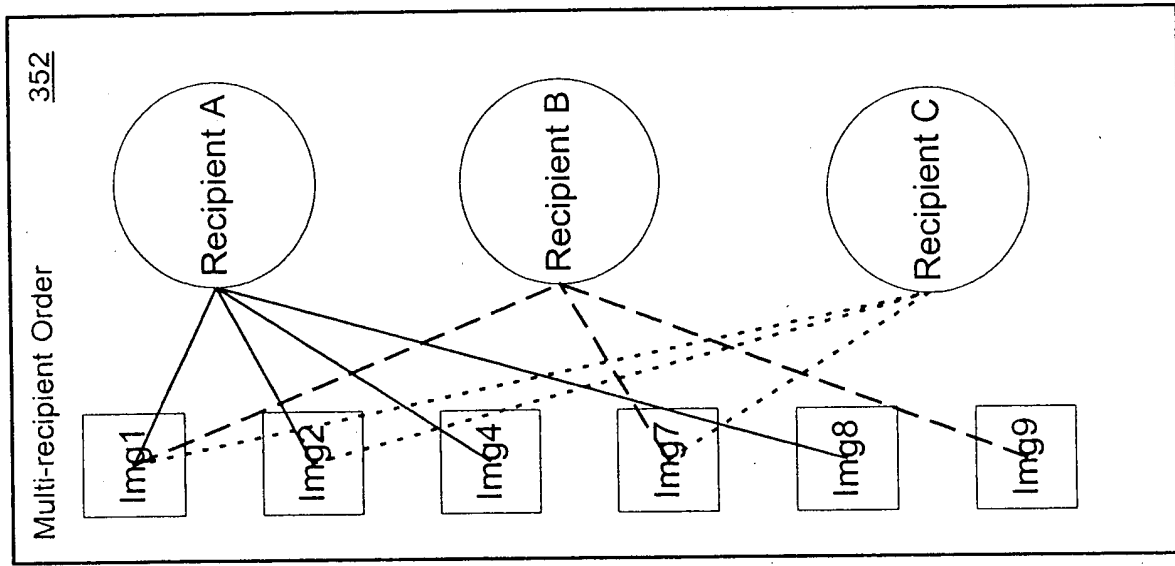 Multi-recipient Order
352
Img1
Img2
Img4
Img7
Img8
Img9
Recipient A
Recipient B
Recipient C